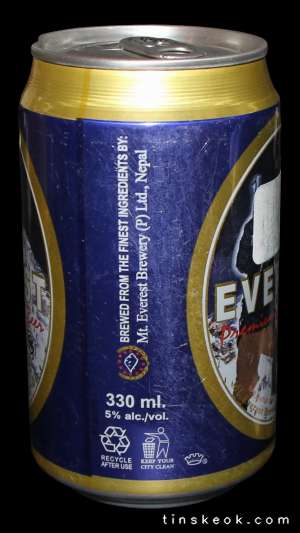 BREWED FROM THE FINEST INGREDIENTS BY:
Mt. Everest Brewery (P) Ltd., Nepal
330 ml.
5% alc./vol.
RECYCLE
AFTER USE
KEEP YOUR
CITY CLEAN
EVE
Premium
T
tinskeok.com